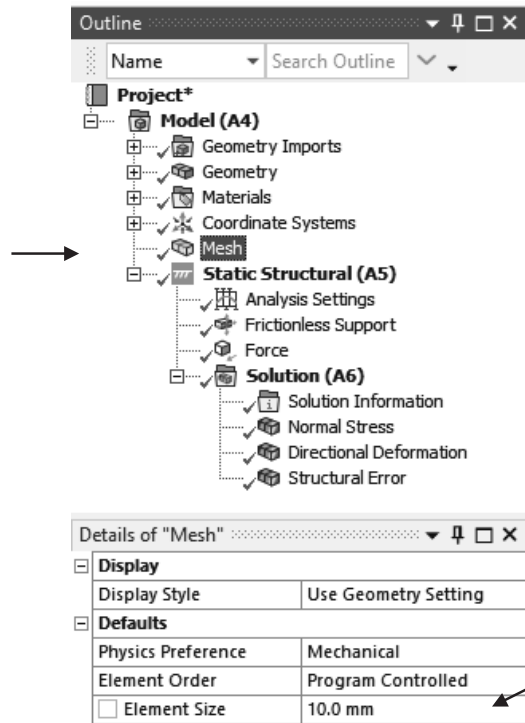 Outline
Name Search Outline
Project*
Model (A4)
Geometry Imports
Geometry
Materials
Coordinate Systems
Mesh
Static Structural (A5)
Analysis Settings
Frictionless Support
Force
Solution (A6)
Solution Information
Normal Stress
Directional Deformation
Structural Error
Details of "Mesh"
Display
Display Style Use Geometry Setting
Defaults
Physics Preference Mechanical
Element Order Program Controlled
Element Size 10.0 mm